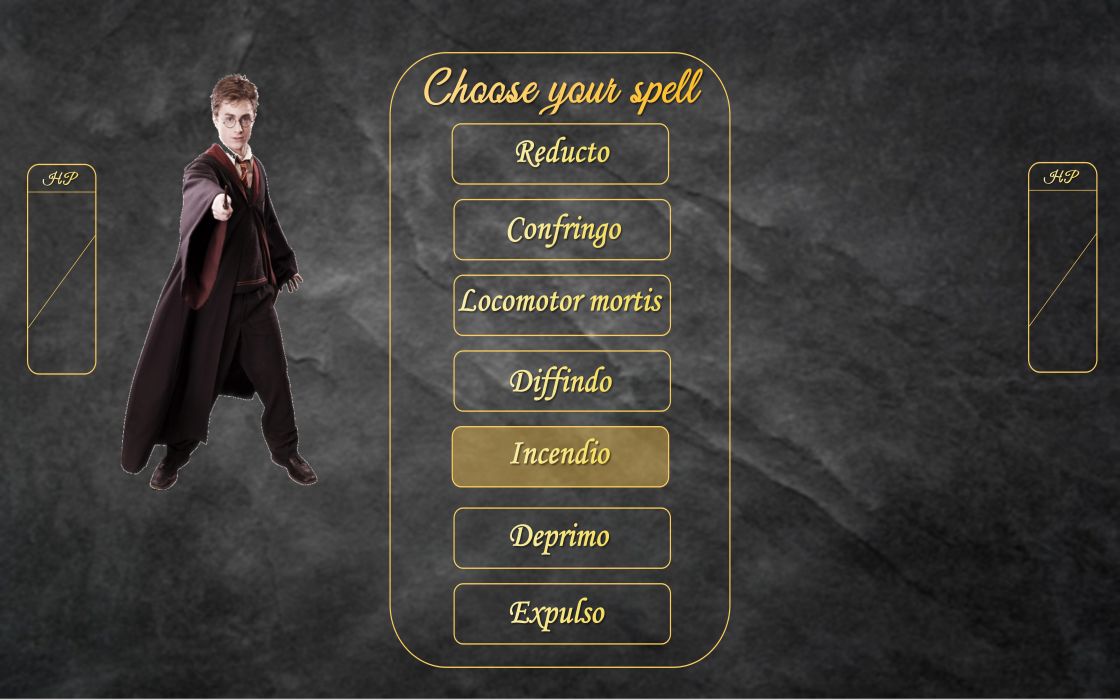 Choose your spell
HP
HP
Reducto
Confringo
Locomotor mortis
Diffindo
Incendio
Deprimo
Expulso